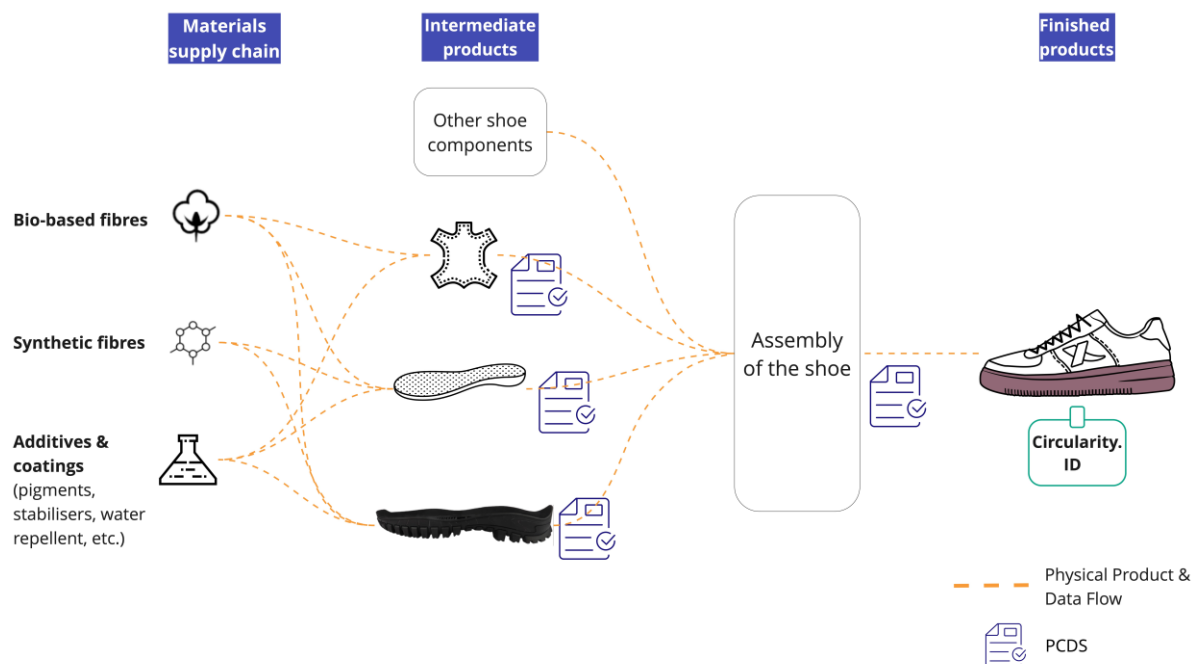 Materials
supply chain
Intermediate
products
Finished
products
Other shoe
components
Bio-based fibres
Synthetic fibres
Additives &
coatings
(pigments,
stabilisers, water
repellent, etc.)
Assembly
of the shoe
Circularity.
ID
Physical Product &
Data Flow
PCDS